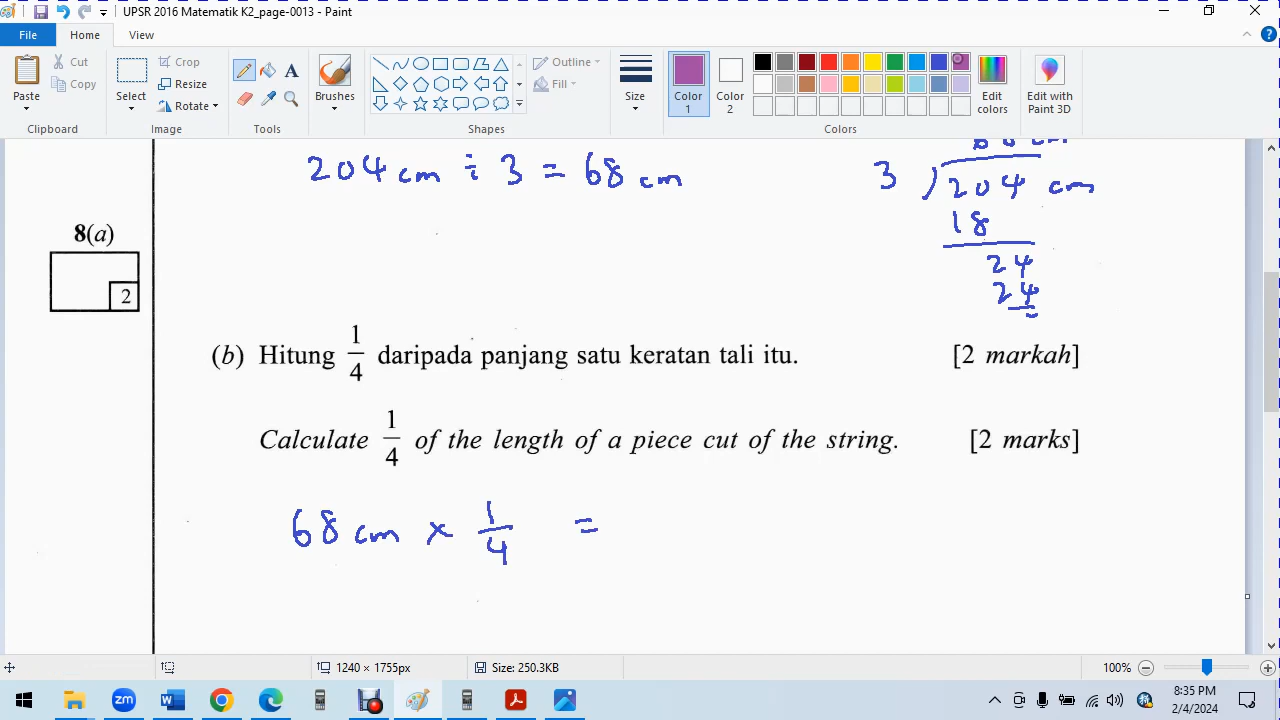 UPSR 2016 Matematik K2_page-0013 - Paint
File Home View
Paste Cut Copy Select Crop Resize Rotate Brushes Size Outline Fill Color 1 Color 2 Edit colors Edit with Paint 3D
Clipboard Image Tools Shapes Colors
204 cm ÷ 3 = 68 cm
68 cm
3 204 cm
18
24
24
8(a)
2
(b) Hitung 1/4 daripada panjang satu keratan tali itu. [2 markah]
Calculate 1/4 of the length of a piece cut of the string. [2 marks]
68 cm × 1/4 =
1240 × 1755px Size: 250.3KB 100%
8:35 PM
2/4/2024